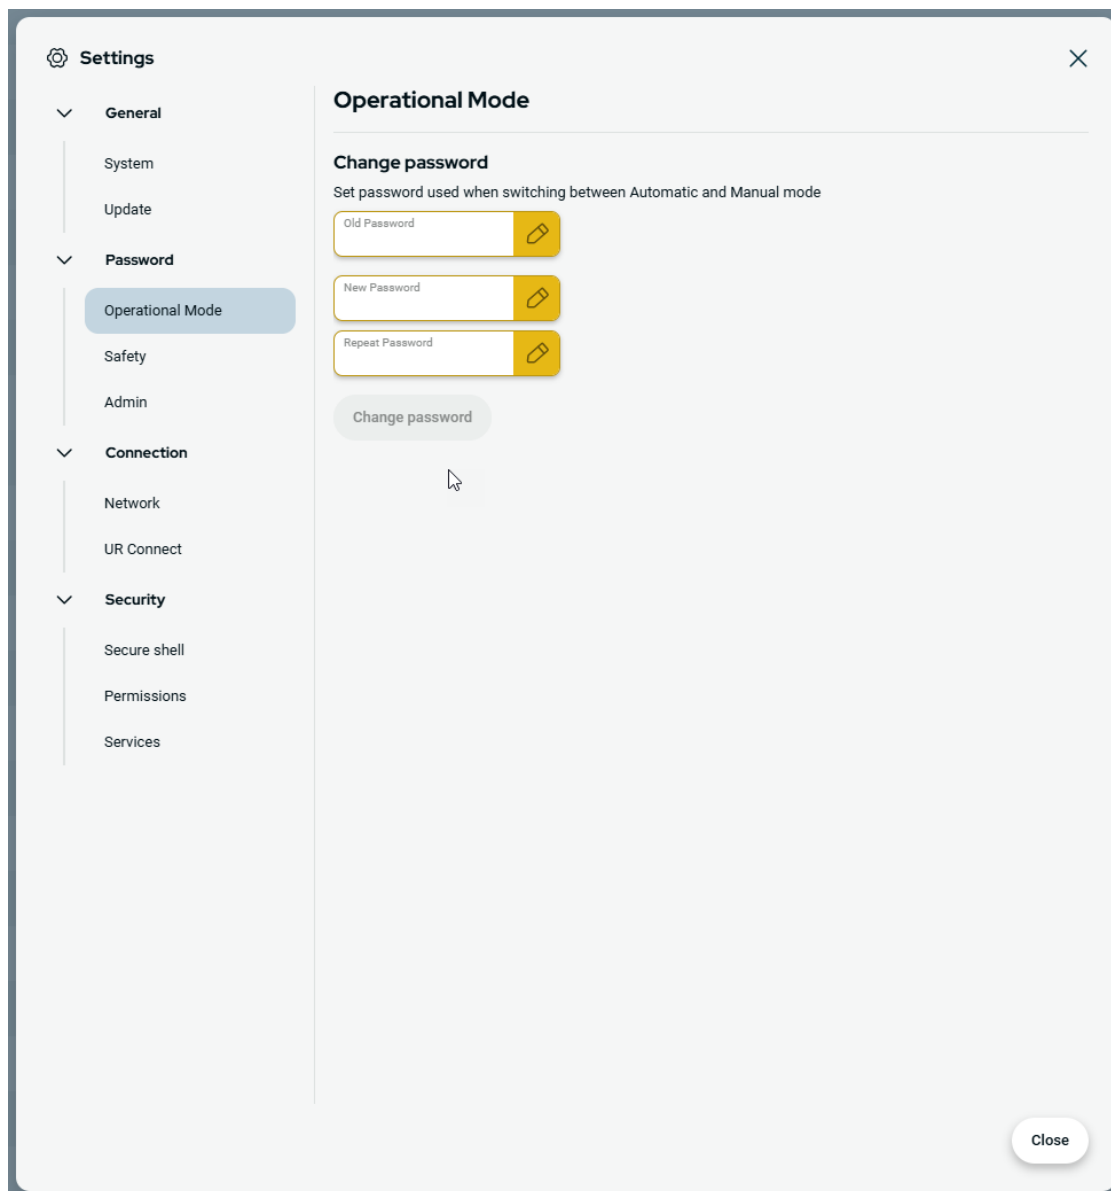 Settings
General
System
Update
Password
Operational Mode
Safety
Admin
Connection
Network
UR Connect
Security
Secure shell
Permissions
Services
Operational Mode
Change password
Set password used when switching between Automatic and Manual mode
Old Password
New Password
Repeat Password
Change password
Close